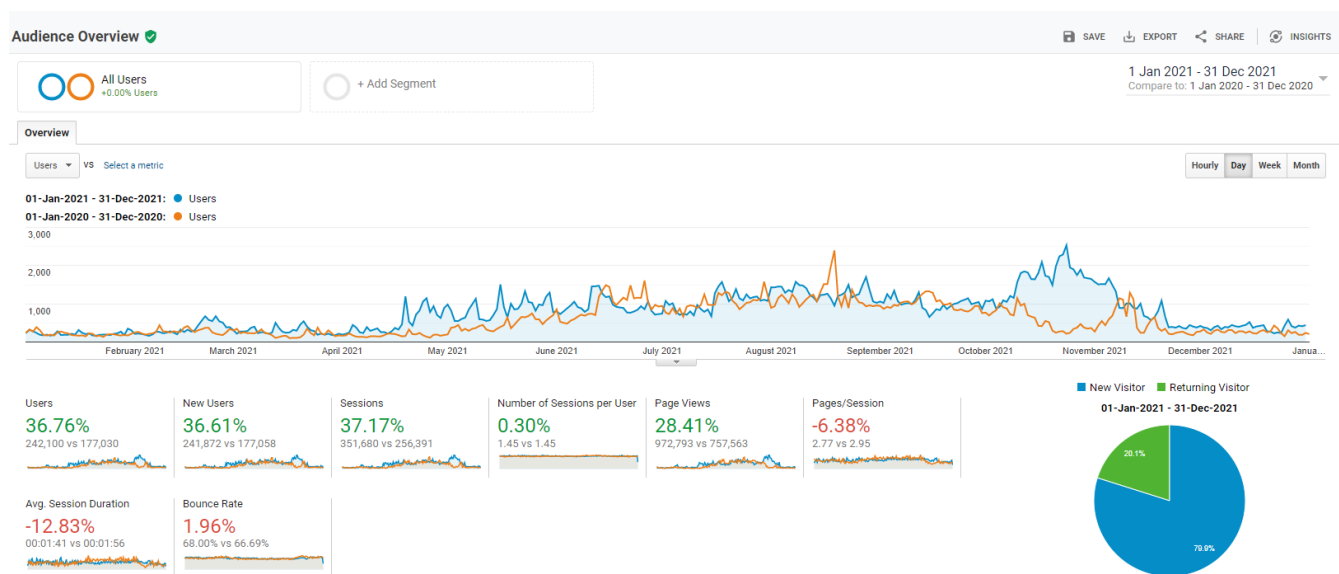 Audience Overview
SAVE EXPORT SHARE INSIGHTS
All Users
+0.00% Users
+ Add Segment
1 Jan 2021 - 31 Dec 2021
Compare to: 1 Jan 2020 - 31 Dec 2020
Overview
Users VS Select a metric
Hourly Day Week Month
01-Jan-2021 - 31-Dec-2021: Users
01-Jan-2020 - 31-Dec-2020: Users
3,000
2,000
1,000
February 2021 March 2021 April 2021 May 2021 June 2021 July 2021 August 2021 September 2021 October 2021 November 2021 December 2021 Janua...
Users New Users Sessions Number of Sessions per User Page Views Pages/Session
36.76% 36.61% 37.17% 0.30% 28.41% -6.38%
242,100 vs 177,030 241,872 vs 177,058 351,680 vs 256,391 1.45 vs 1.45 972,793 vs 757,563 2.77 vs 2.95
Avg. Session Duration Bounce Rate
-12.83% 1.96%
00:01:41 vs 00:01:56 68.00% vs 66.69%
New Visitor Returning Visitor
01-Jan-2021 - 31-Dec-2021
20.1%
79.9%